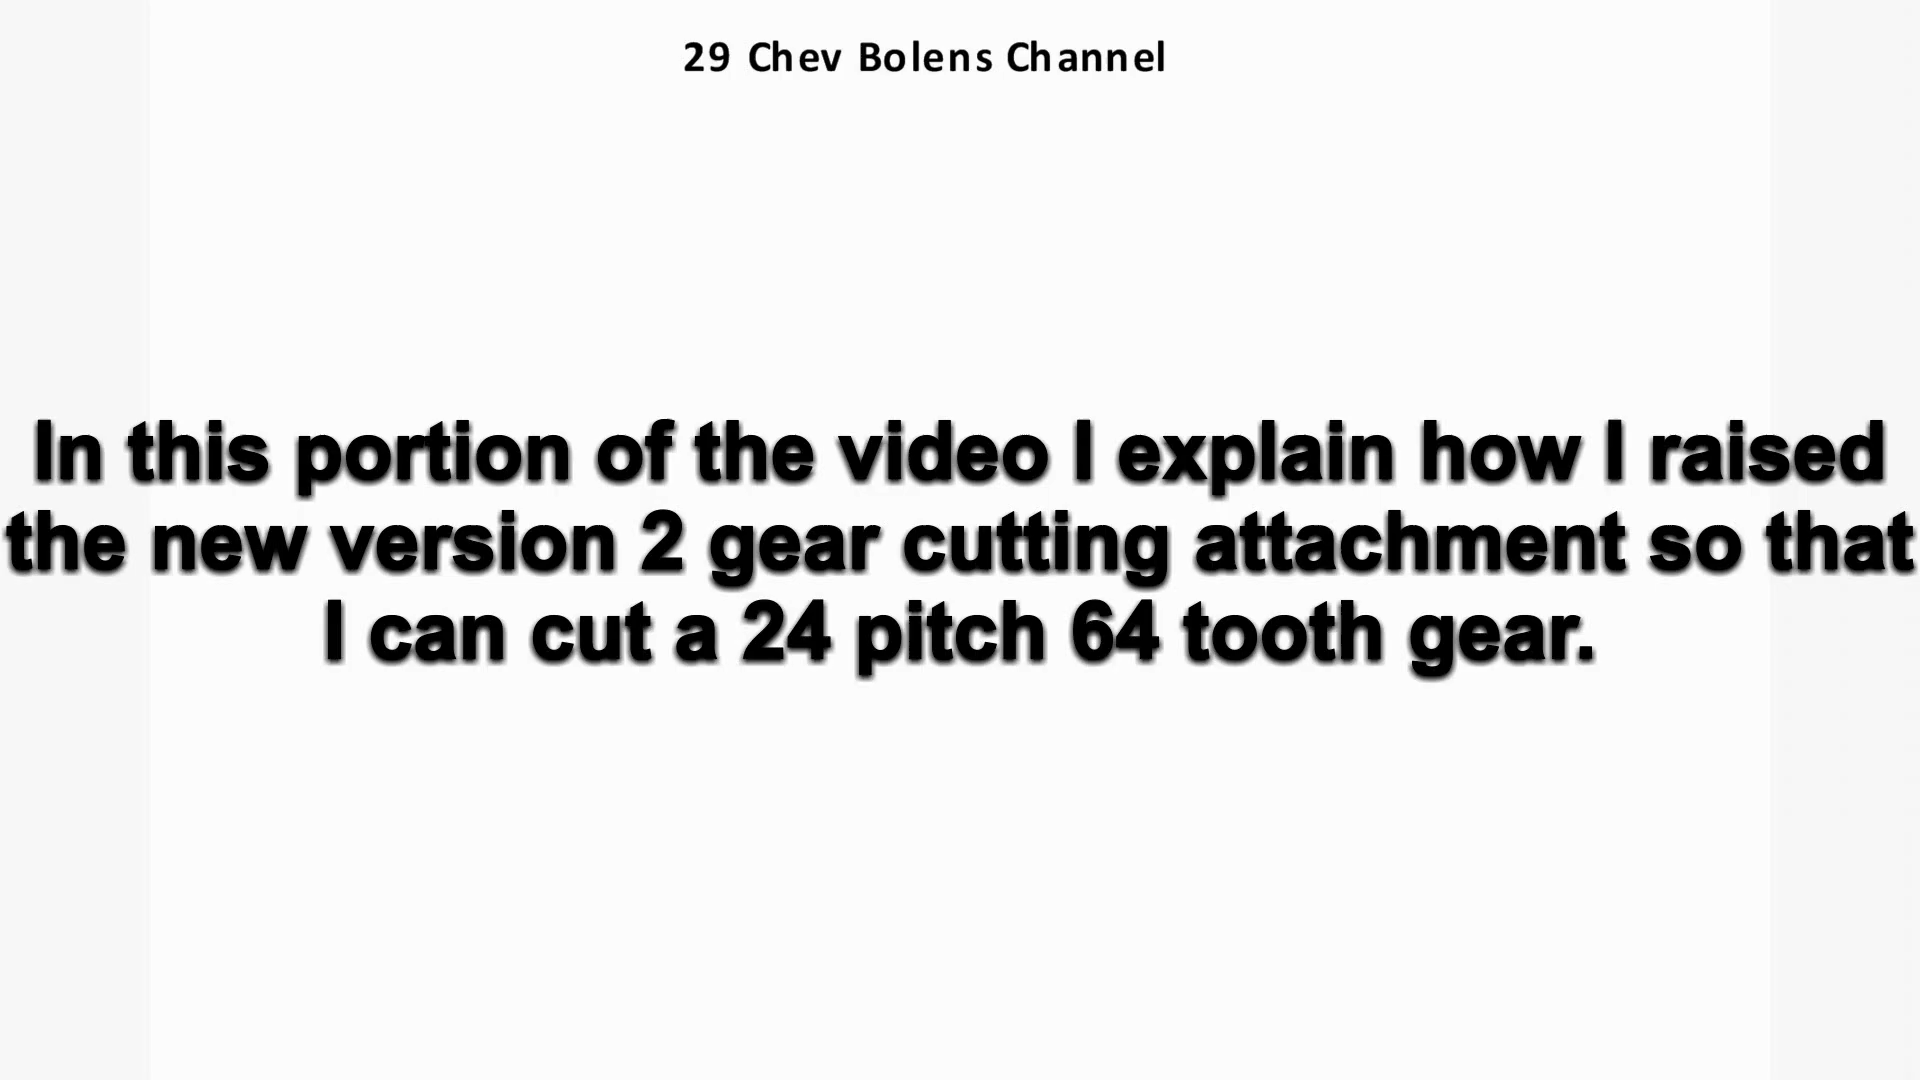 29 Chev Bolens Channel
In this portion of the video I explain how I raised
the new version 2 gear cutting attachment so that
I can cut a 24 pitch 64 tooth gear.